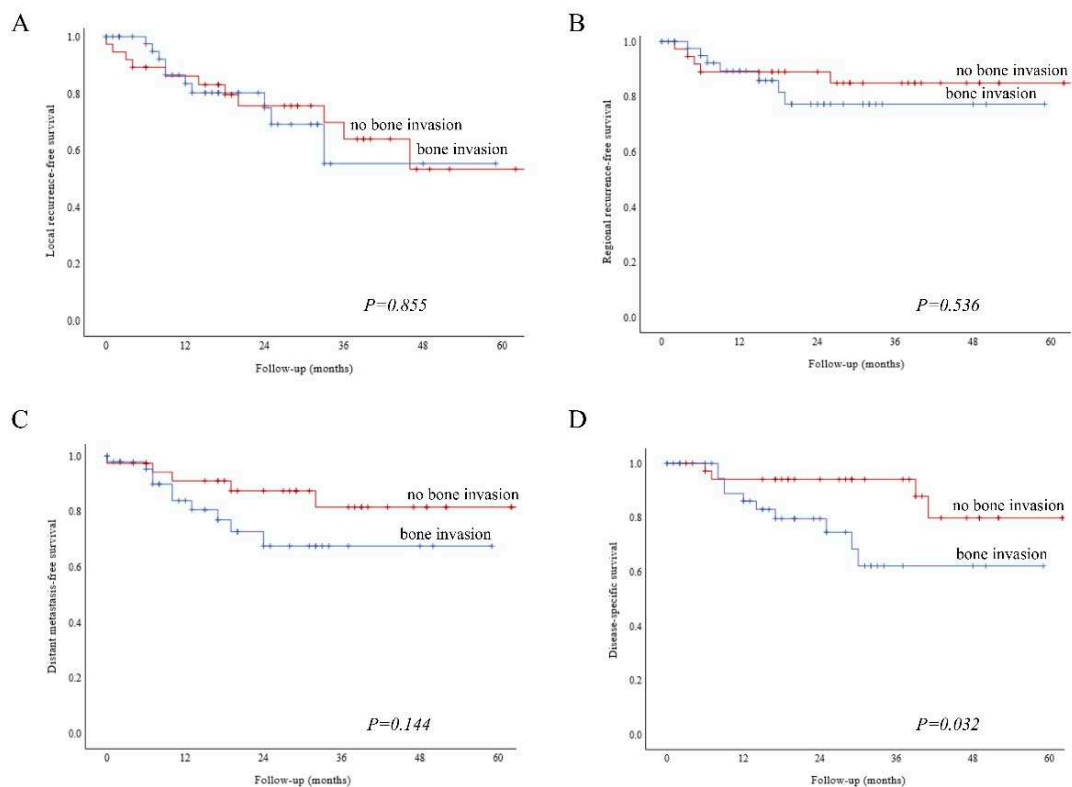 A
Local recurrence-free survival
1.0
0.8
0.6
0.4
0.2
0.0
no bone invasion
bone invasion
P=0.855
0 12 24 36 48 60
Follow-up (months)
B
Regional recurrence-free survival
1.0
0.8
0.6
0.4
0.2
0.0
no bone invasion
bone invasion
P=0.536
0 12 24 36 48 60
Follow-up (months)
C
Distant metastasis-free survival
1.0
0.8
0.6
0.4
0.2
0.0
no bone invasion
bone invasion
P=0.144
0 12 24 36 48 60
Follow-up (months)
D
Disease-specific survival
1.0
0.8
0.6
0.4
0.2
0.0
no bone invasion
bone invasion
P=0.032
0 12 24 36 48 60
Follow-up (months)